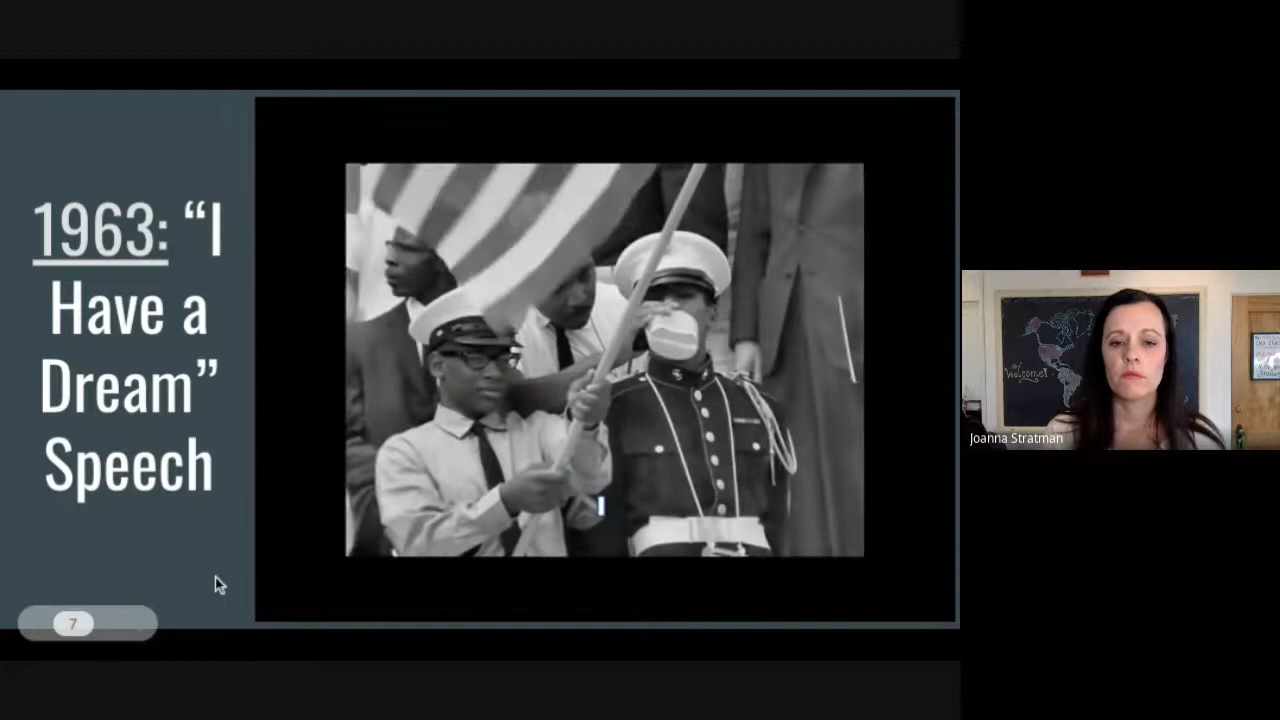 1963: “I
Have a
Dream”
Speech
7
I
Welcome!
Joanna Stratman